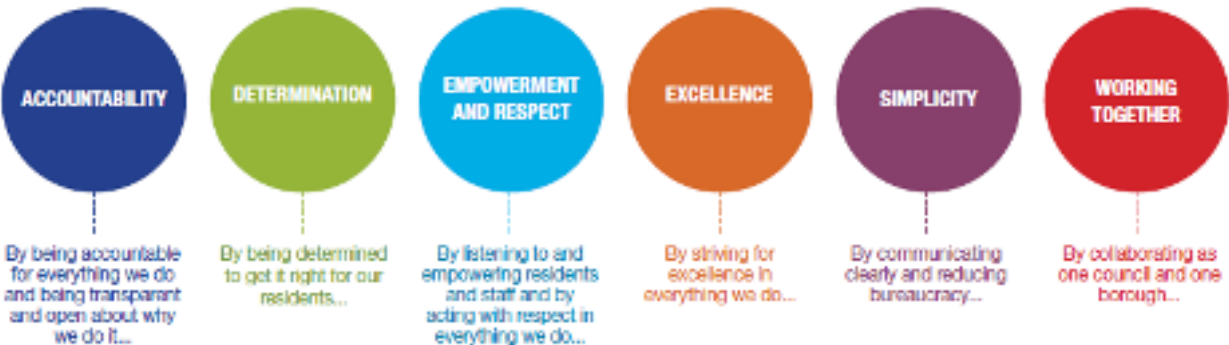 ACCOUNTABILITY
By being accountable
for everything we do
and being transparent
and open about why
we do it...
DETERMINATION
By being determined
to get it right for our
residents...
EMPOWERMENT
AND RESPECT
By listening to and
empowering residents
and staff and by
acting with respect in
everything we do...
EXCELLENCE
By striving for
excellence in
everything we do...
SIMPLICITY
By communicating
clearly and reducing
bureaucracy...
WORKING
TOGETHER
By collaborating as
one council and one
borough...